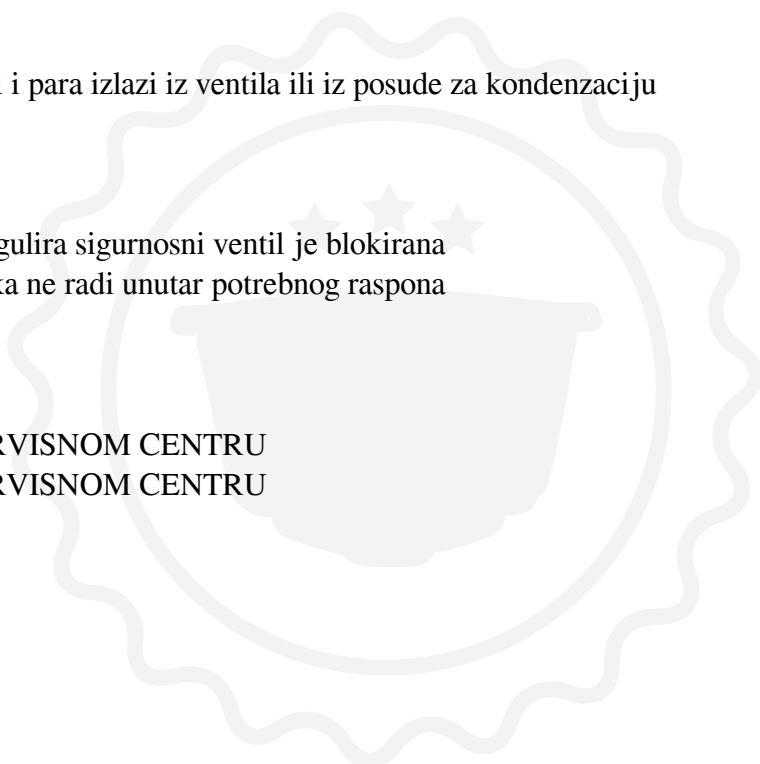 i para izlazi iz ventila ili iz posude za kondenzaciju
gulira sigurnosni ventil je blokirana
ka ne radi unutar potrebnog raspona
RVISNOM CENTRU
RVISNOM CENTRU